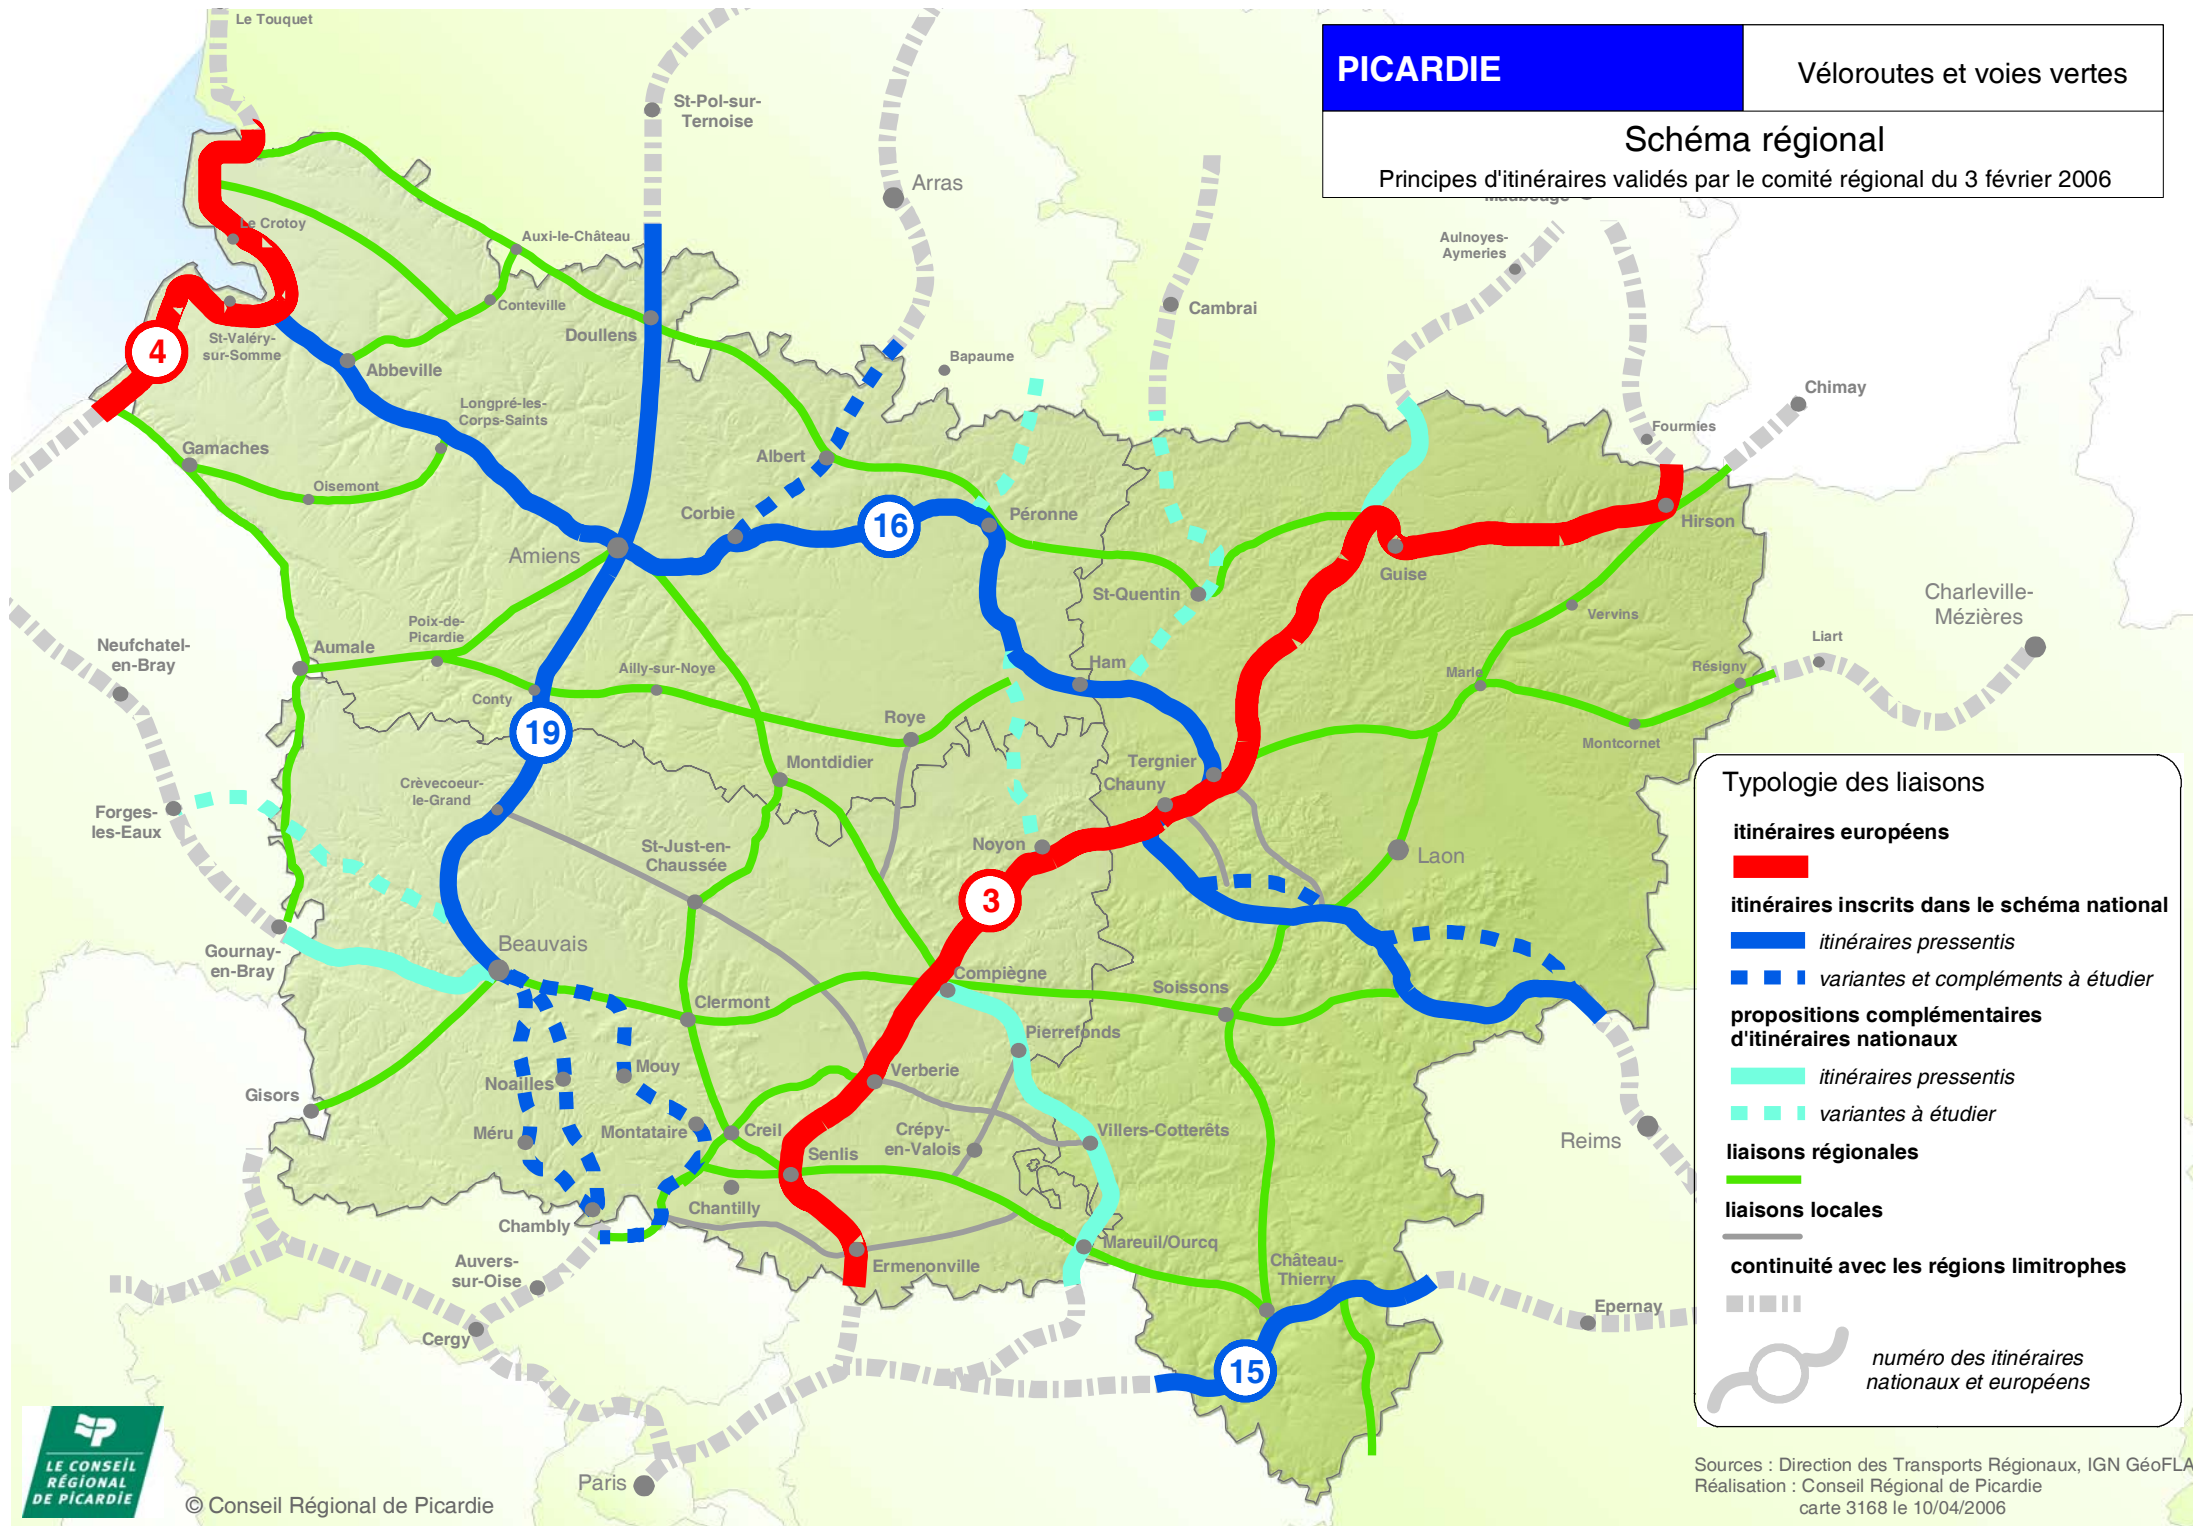 PICARDIE
Véloroutes et voies vertes
Schéma régional
Principes d'itinéraires validés par le comité régional du 3 février 2006
Le Touquet
St-Pol-sur-
Ternoise
Arras
Maubeuge
Aulnoyes-
Aymeries
Le Crotoy
Auxi-le-Château
Conteville
Cambrai
Doullens
St-Valéry-
sur-Somme
4
Abbeville
Bapaume
Chimay
Longpré-les-
Corps-Saints
Fourmies
Gamaches
Albert
Oisemont
Corbie
16
Péronne
Hirson
Amiens
Guise
St-Quentin
Charleville-
Mézières
Vervins
Poix-de-
Picardie
Neufchatel-
en-Bray
Aumale
Liart
Ailly-sur-Noye
Ham
Résigny
Marle
Conty
Roye
19
Montcornet
Montdidier
Tergnier
Chauny
Crèvecoeur-
le-Grand
Forges-
les-Eaux
St-Just-en-
Chaussée
Noyon
Laon
3
Beauvais
Gournay-
en-Bray
Compiègne
Soissons
Clermont
Pierrefonds
Verberie
Mouy
Noailles
Gisors
Méru
Montataire
Creil
Crépy-
en-Valois
Villers-Cotterêts
Reims
Senlis
Chantilly
Chambly
Mareuil/Ourcq
Auvers-
sur-Oise
Ermenonville
Château-
Thierry
Epernay
Cergy
15
Paris
Typologie des liaisons
itinéraires européens
itinéraires inscrits dans le schéma national
itinéraires pressentis
variantes et compléments à étudier
propositions complémentaires
d'itinéraires nationaux
itinéraires pressentis
variantes à étudier
liaisons régionales
liaisons locales
continuité avec les régions limitrophes
numéro des itinéraires
nationaux et européens
LE CONSEIL
RÉGIONAL
DE PICARDIE
© Conseil Régional de Picardie
Sources : Direction des Transports Régionaux, IGN GéoFLA
Réalisation : Conseil Régional de Picardie
carte 3168 le 10/04/2006